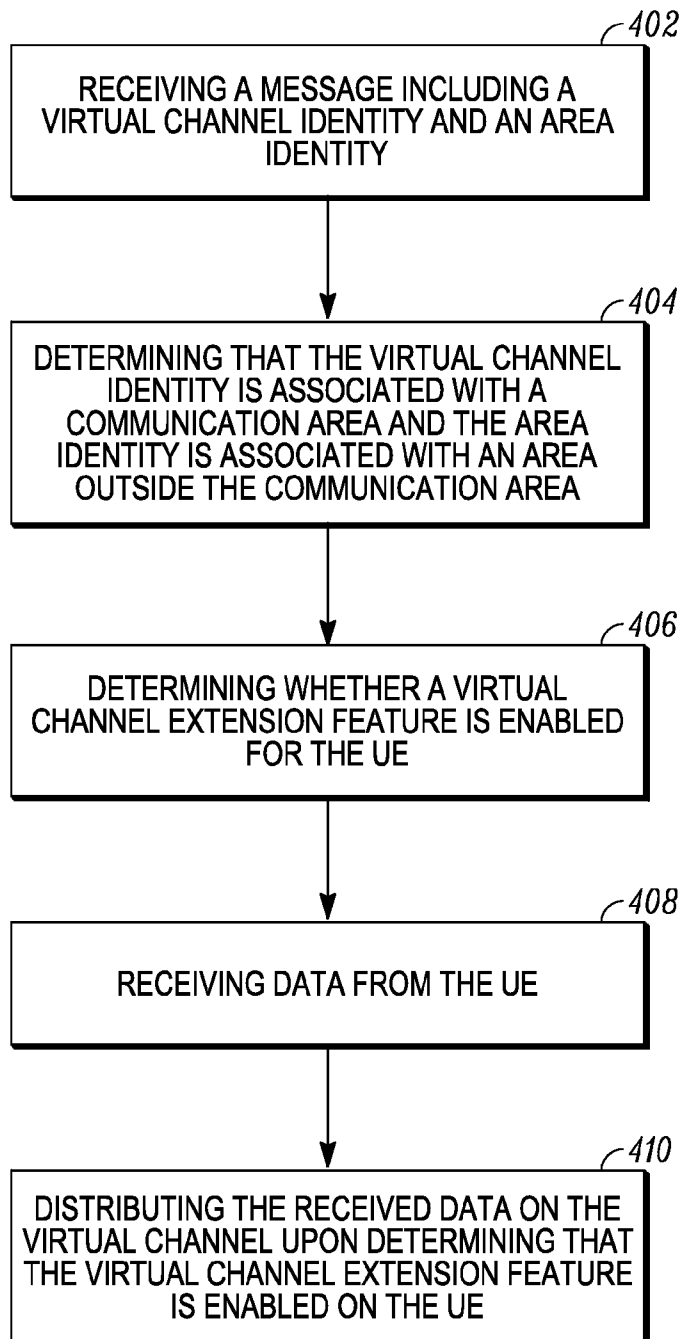 402
RECEIVING A MESSAGE INCLUDING A
VIRTUAL CHANNEL IDENTITY AND AN AREA
IDENTITY
404
DETERMINING THAT THE VIRTUAL CHANNEL
IDENTITY IS ASSOCIATED WITH A
COMMUNICATION AREA AND THE AREA
IDENTITY IS ASSOCIATED WITH AN AREA
OUTSIDE THE COMMUNICATION AREA.
406
DETERMINING WHETHER A VIRTUAL
CHANNEL EXTENSION FEATURE IS ENABLED
FOR THE UE
408
RECEIVING DATA FROM THE UE
410
DISTRIBUTING THE RECEIVED DATA ON THE
VIRTUAL CHANNEL UPON DETERMINING THAT
THE VIRTUAL CHANNEL EXTENSION FEATURE
IS ENABLED ON THE UE